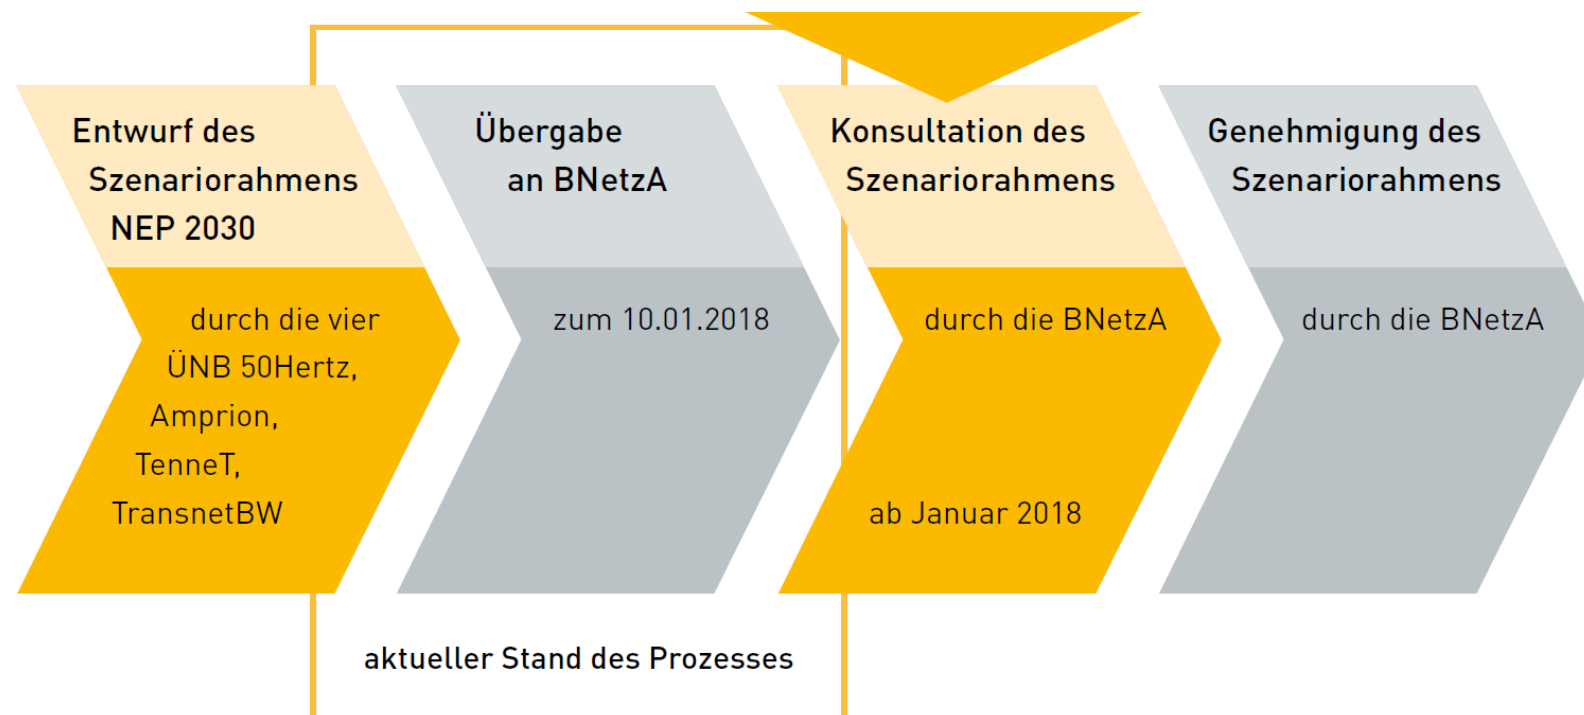 Entwurf des
Szenariorahmens
NEP 2030
durch die vier
ÜNB 50Hertz,
Amprion,
TenneT,
TransnetBW
Übergabe
an BNetzA
zum 10.01.2018
Konsultation des
Szenariorahmens
durch die BNetzA
ab Januar 2018
Genehmigung des
Szenariorahmens
durch die BNetzA
aktueller Stand des Prozesses